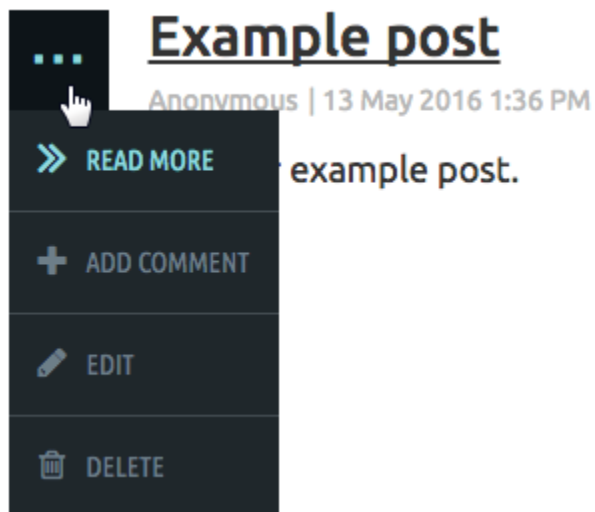 ...
Example post
Anonymous | 13 May 2016 1:36 PM
example post.
READ MORE
ADD COMMENT
EDIT
DELETE